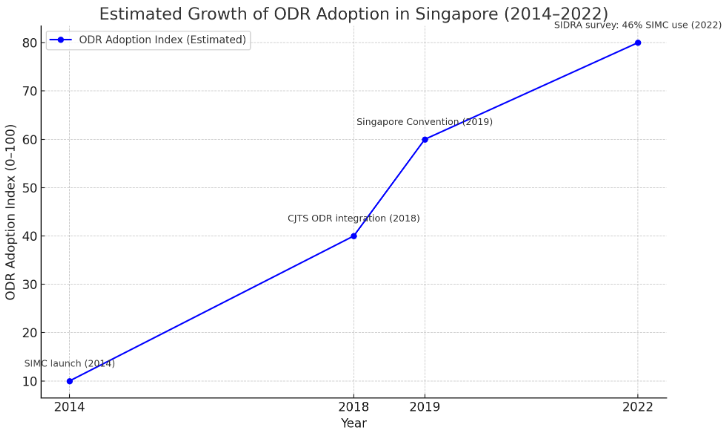 Estimated Growth of ODR Adoption in Singapore (2014–2022)
SIDRA survey: 46% SIMC use (2022)
ODR Adoption Index (Estimated)
80
Singapore Convention (2019)
70
60
50
CJTS ODR integration (2018)
40
30
20
SIMC launch (2014)
10
ODR Adoption Index (0–100)
2014
2018
2019
2022
Year